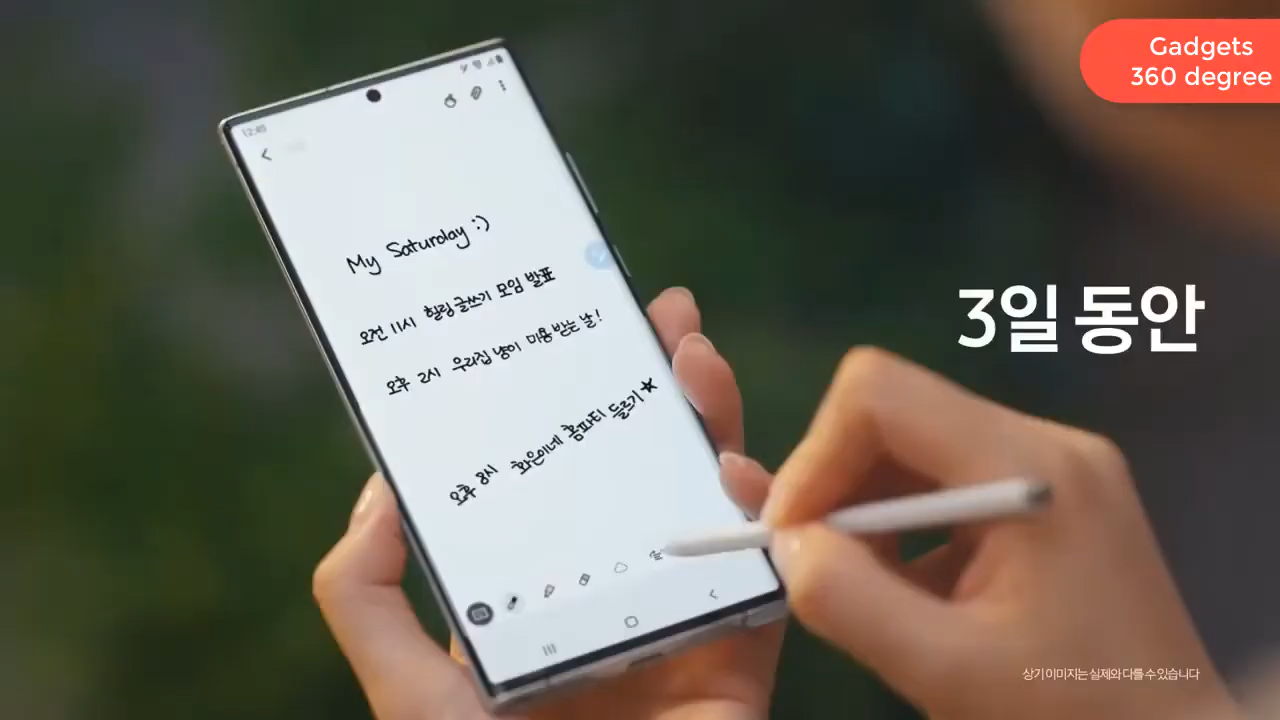 Gadgets
360 degree
12:45
My Saturday :)
오전 11시 힐링글쓰기 모임 발표
오후 2시 우리집 냥이 미용 받는 날!
오후 8시 화은이네 홈파티 들르기★
3일 동안
상기 이미지는 실제와 다를 수 있습니다